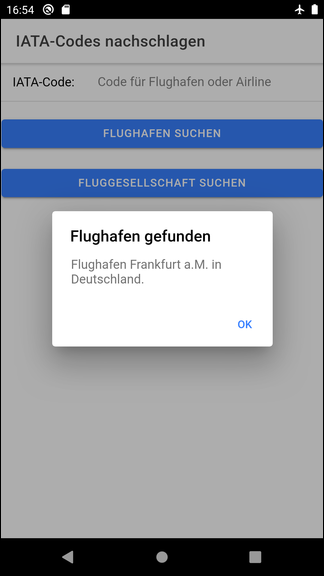 16:54
IATA-Codes nachschlagen
IATA-Code: Code für Flughafen oder Airline
FLUGHAFEN SUCHEN
FLUGGESELLSCHAFT SUCHEN
Flughafen gefunden
Flughafen Frankfurt a.M. in
Deutschland.
OK